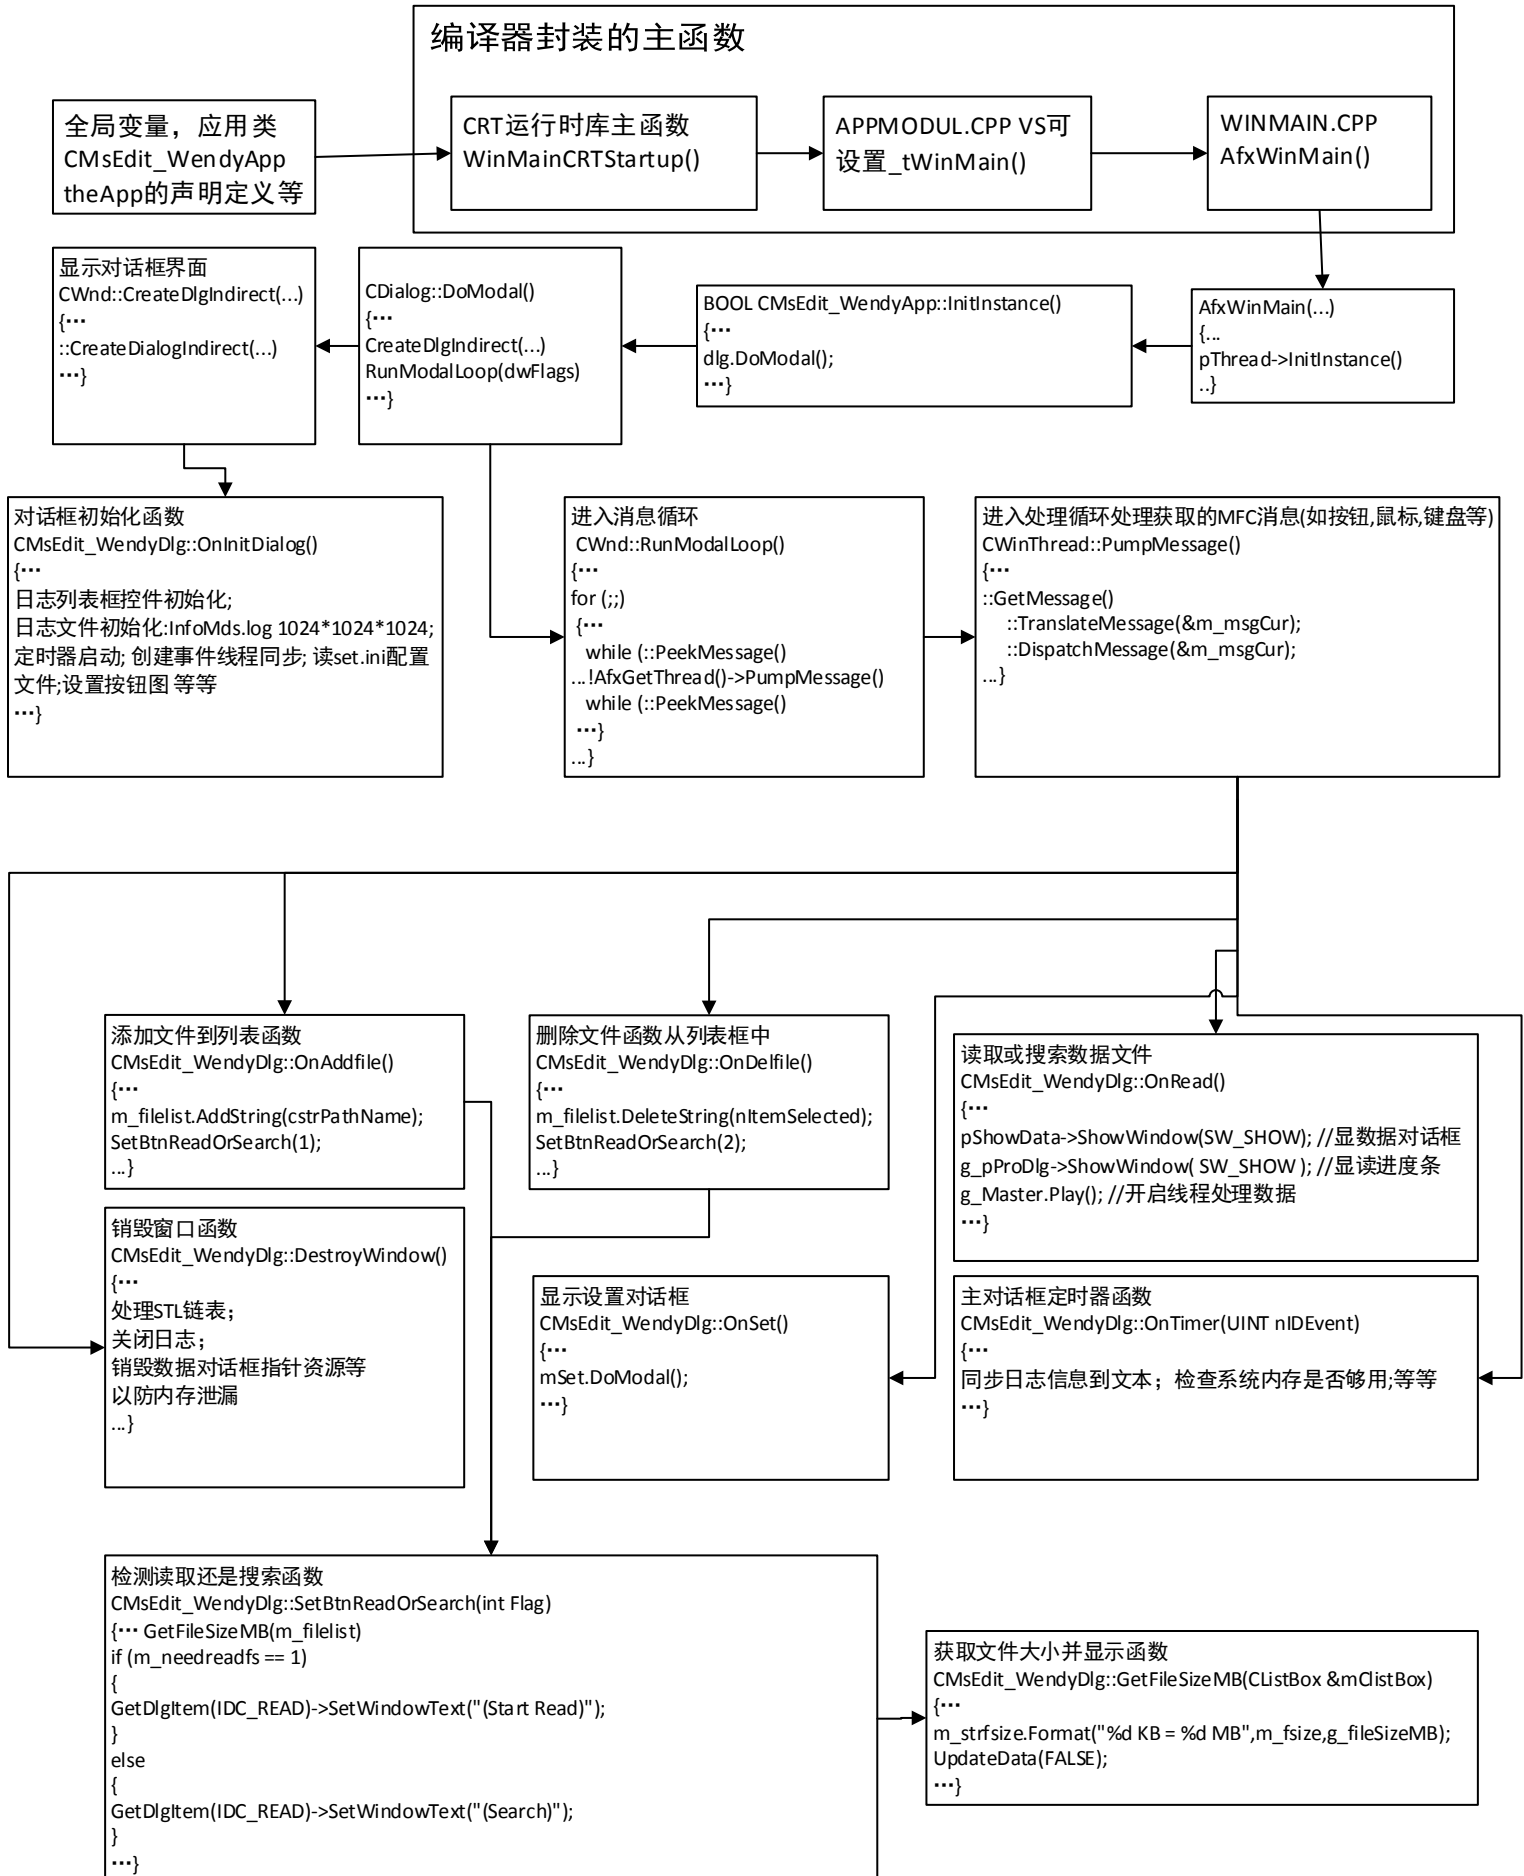 编译器封装的主函数
全局变量，应用类
CMsEdit_WendyApp
theApp的声明定义等
CRT运行时库主函数
WinMainCRTStartup()
APPMODUL.CPP VS可
设置_tWinMain()
WINMAIN.CPP
AfxWinMain()
显示对话框界面
CWnd::CreateDlgIndirect(...)
{···
::CreateDialogIndirect(...)
···}
CDialog::DoModal()
{···
CreateDlgIndirect(...)
RunModalLoop(dwFlags)
···}
BOOL CMsEdit_WendyApp::InitInstance()
{···
dlg.DoModal();
···}
AfxWinMain(...)
{...
pThread->InitInstance()
..}
对话框初始化函数
CMsEdit_WendyDlg::OnInitDialog()
{···
日志列表框控件初始化;
日志文件初始化:InfoMds.log 1024*1024*1024;
定时器启动; 创建事件线程同步; 读set.ini配置
文件;设置按钮图 等等
···}
进入消息循环
CWnd::RunModalLoop()
{···
for (;;)
{···
while (::PeekMessage()
...!AfxGetThread()->PumpMessage()
while (::PeekMessage()
···}
...}
进入处理循环处理获取的MFC消息(如按钮,鼠标,键盘等)
CWinThread::PumpMessage()
{···
::GetMessage()
::TranslateMessage(&m_msgCur);
::DispatchMessage(&m_msgCur);
...}
添加文件到列表函数
CMsEdit_WendyDlg::OnAddfile()
{···
m_filelist.AddString(cstrPathName);
SetBtnReadOrSearch(1);
...}
删除文件函数从列表框中
CMsEdit_WendyDlg::OnDelfile()
{···
m_filelist.DeleteString(nItemSelected);
SetBtnReadOrSearch(2);
...}
读取或搜索数据文件
CMsEdit_WendyDlg::OnRead()
{···
pShowData->ShowWindow(SW_SHOW); //显数据对话框
g_pProDlg->ShowWindow( SW_SHOW ); //显读进度条
g_Master.Play(); //开启线程处理数据
···}
销毁窗口函数
CMsEdit_WendyDlg::DestroyWindow()
{···
处理STL链表；
关闭日志；
销毁数据对话框指针资源等
以防内存泄漏
...}
显示设置对话框
CMsEdit_WendyDlg::OnSet()
{···
mSet.DoModal();
···}
主对话框定时器函数
CMsEdit_WendyDlg::OnTimer(UINT nIDEvent)
{···
同步日志信息到文本；检查系统内存是否够用;等等
···}
检测读取还是搜索函数
CMsEdit_WendyDlg::SetBtnReadOrSearch(int Flag)
{··· GetFileSizeMB(m_filelist)
if (m_needreadfs == 1)
{
GetDlgItem(IDC_READ)->SetWindowText("(Start Read)");
}
else
{
GetDlgItem(IDC_READ)->SetWindowText("(Search)");
}
···}
获取文件大小并显示函数
CMsEdit_WendyDlg::GetFileSizeMB(CListBox &mClistBox)
{···
m_strfsize.Format("%d KB = %d MB",m_fsize,g_fileSizeMB);
UpdateData(FALSE);
···}